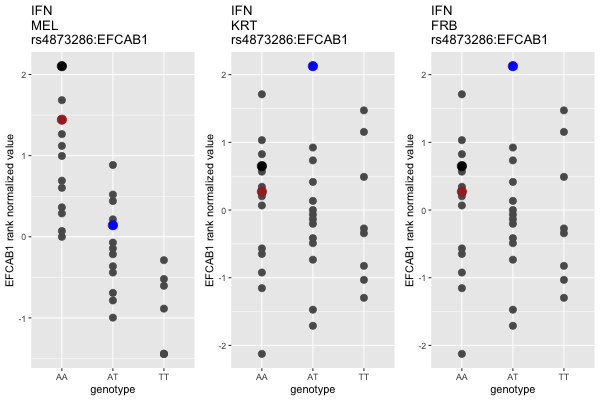 IFN
MEL
rs4873286:EFCAB1
EFCAB1 rank normalized value
2
1
0
-1
AA
AT
TT
genotype
IFN
KRT
rs4873286:EFCAB1
EFCAB1 rank normalized value
2
1
0
-1
-2
AA
AT
TT
genotype
IFN
FRB
rs4873286:EFCAB1
EFCAB1 rank normalized value
2
1
0
-1
-2
AA
AT
TT
genotype